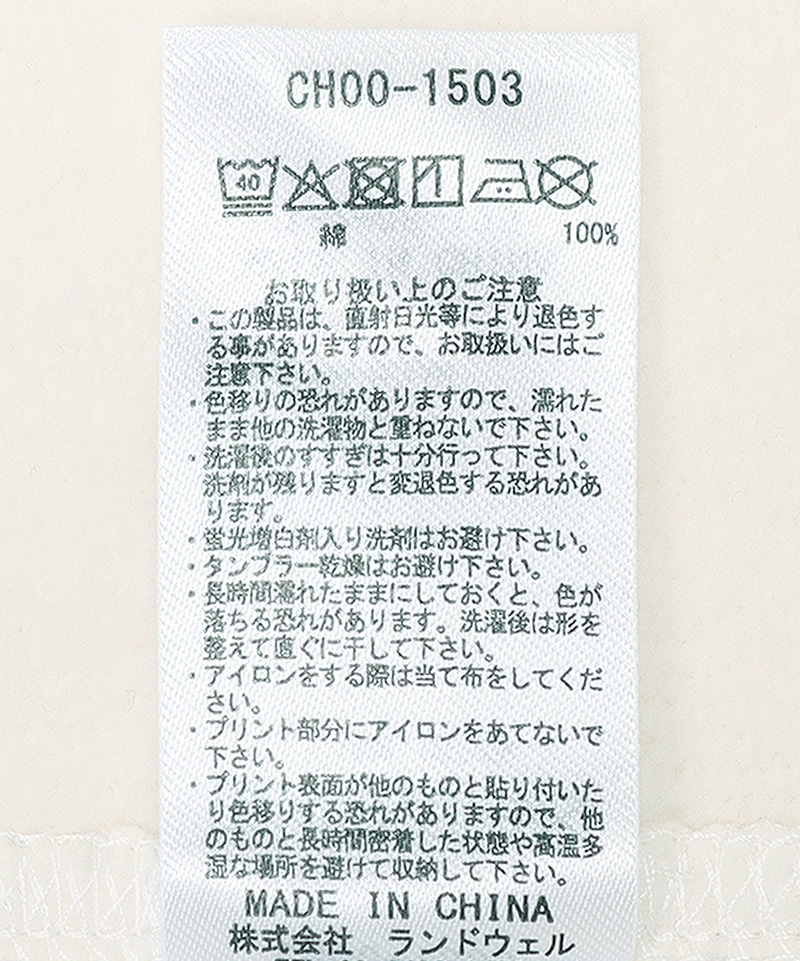 CH00-1503
40
綿 100%
お取り扱い上のご注意
・この製品は、直射日光等により退色す
る事がありますので、お取扱いにはご
注意下さい。
・色移りの恐れがありますので、濡れた
まま他の洗濯物と重ねないで下さい。
・洗濯後のすすぎは十分行って下さい。
洗剤が残りますと変退色する恐れがあ
ります。
・蛍光増白剤入り洗剤はお避け下さい。
・タンブラー乾燥はお避け下さい。
・長時間濡れたままにしておくと、色が
落ちる恐れがあります。洗濯後は形を
整えて直ぐに干して下さい。
・アイロンをする際は当て布をしてくだ
さい。
・プリント部分にアイロンをあてないで
下さい。
・プリント表面が他のものと貼り付いた
り色移りする恐れがありますので、他
のものと長時間密着した状態や高温多
湿な場所を避けて収納して下さい。
MADE IN CHINA
株式会社 ランドウェル